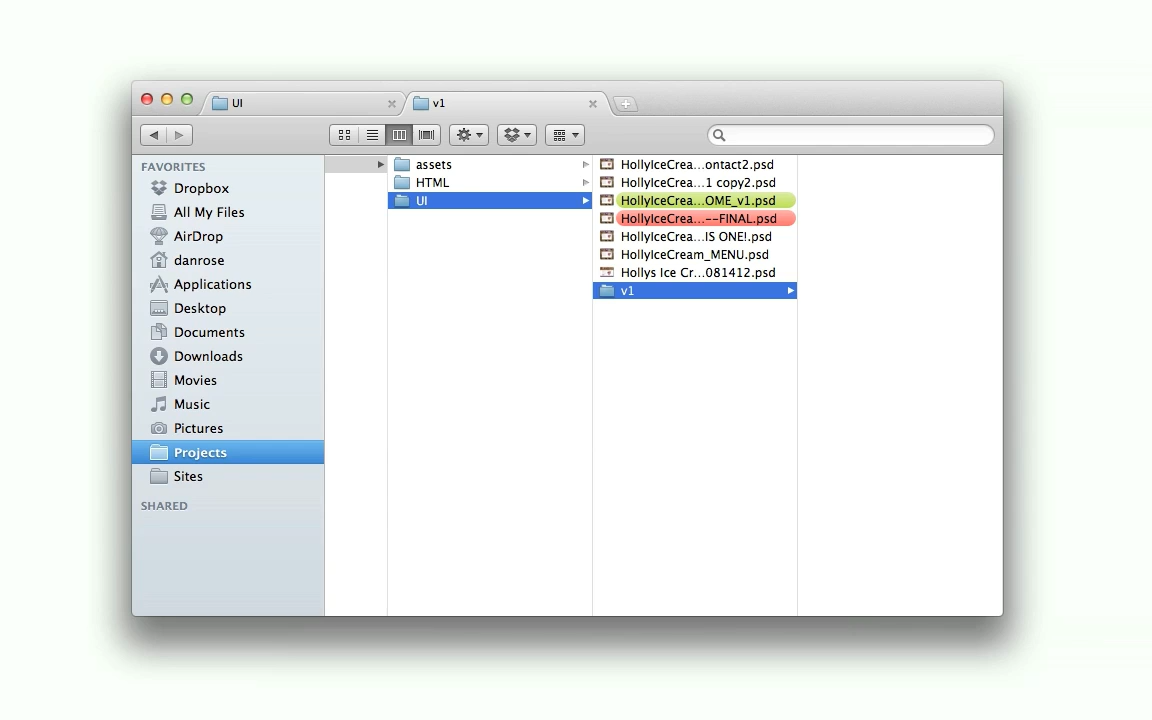 UI
v1
FAVORITES
Dropbox
All My Files
AirDrop
danrose
Applications
Desktop
Documents
Downloads
Movies
Music
Pictures
Projects
Sites
SHARED
assets
HTML
UI
HollyIceCrea...ontact2.psd
HollyIceCrea...1 copy2.psd
HollyIceCrea...OME_v1.psd
HollyIceCrea...--FINAL.psd
HollyIceCrea...IS ONE!.psd
HollyIceCream_MENU.psd
Hollys Ice Cr...081412.psd
v1